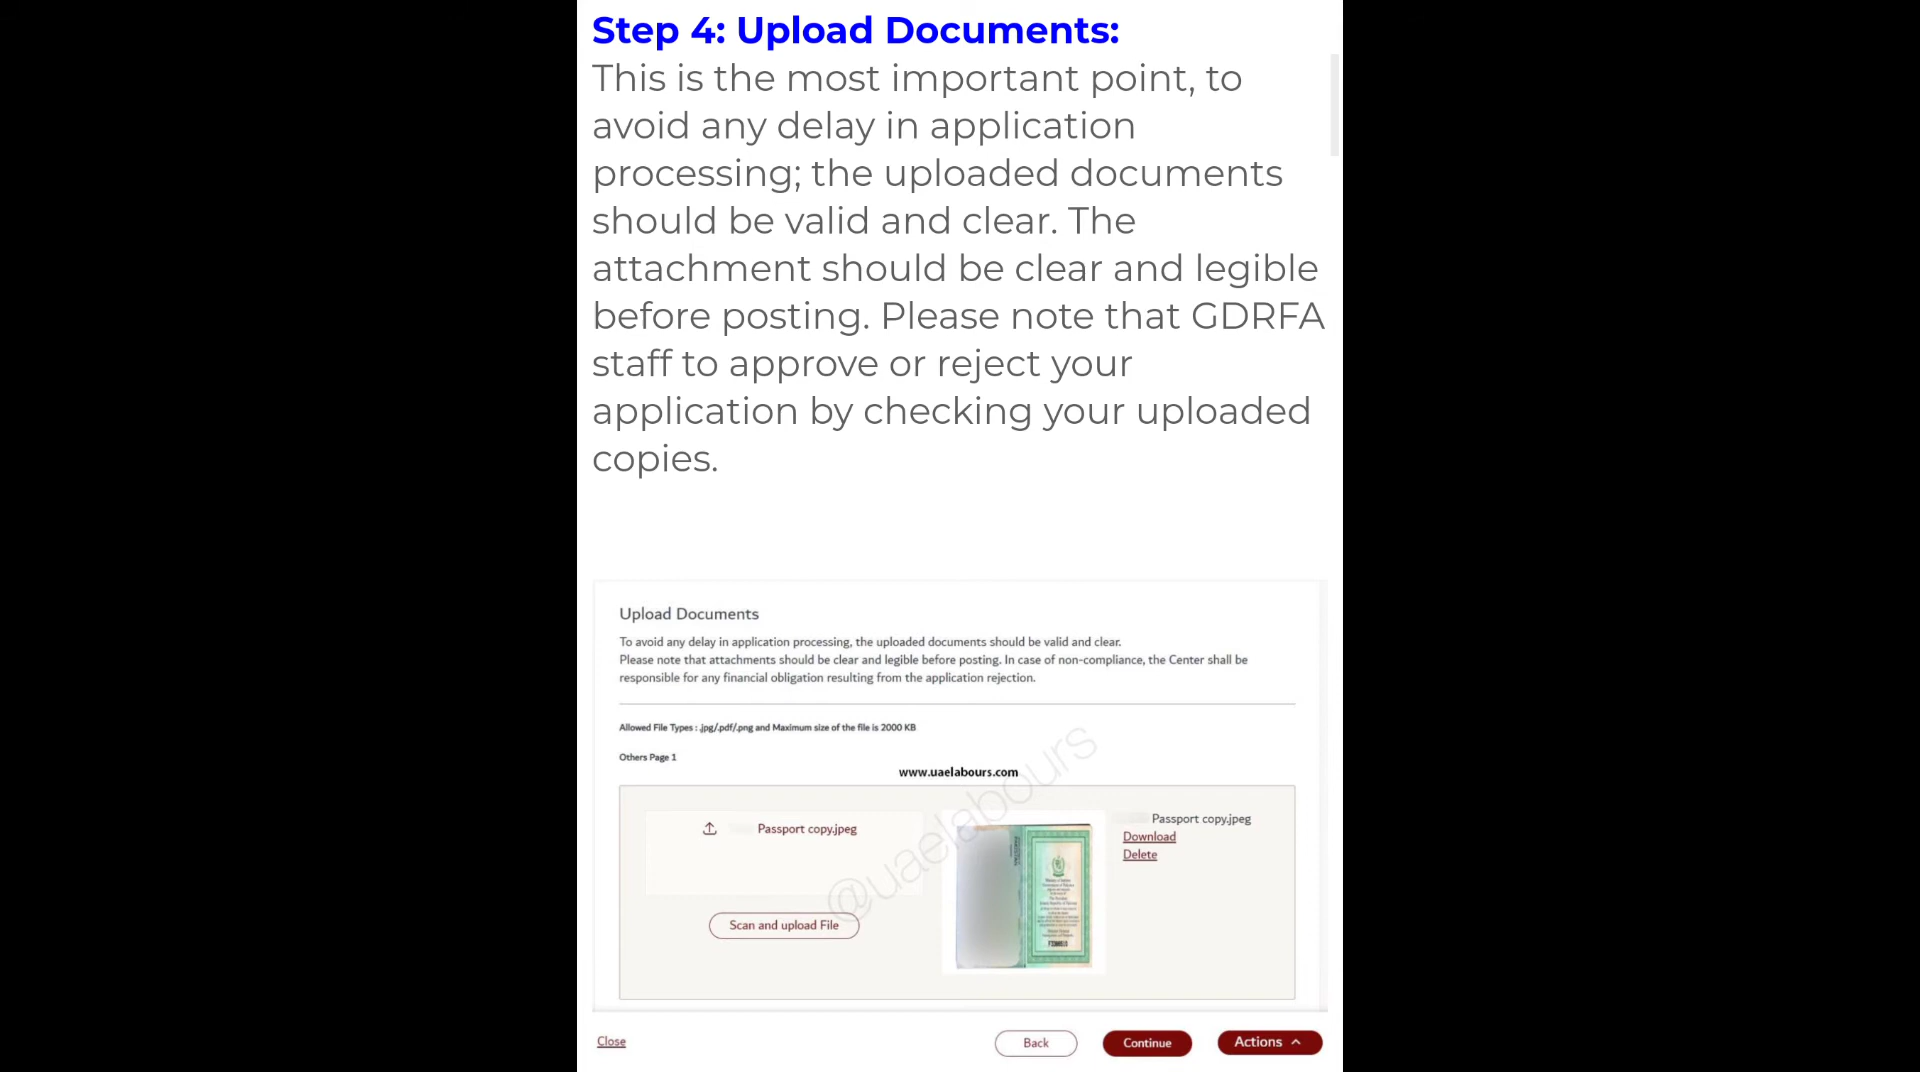 Step 4: Upload Documents:
This is the most important point, to
avoid any delay in application
processing; the uploaded documents
should be valid and clear. The
attachment should be clear and legible
before posting. Please note that GDRFA
staff to approve or reject your
application by checking your uploaded
copies.
Upload Documents
To avoid any delay in application processing, the uploaded documents should be valid and clear.
Please note that attachments should be clear and legible before posting. In case of non-compliance, the Center shall be
responsible for any financial obligation resulting from the application rejection.
Allowed File Types : .jpg/.pdf/.png and Maximum size of the file is 2000 KB
Others Page 1
www.uaelabours.com
@uaelabours
Passport copy.jpeg
Passport copy.jpeg
Download
Delete
Scan and upload File
Close
Back
Continue
Actions